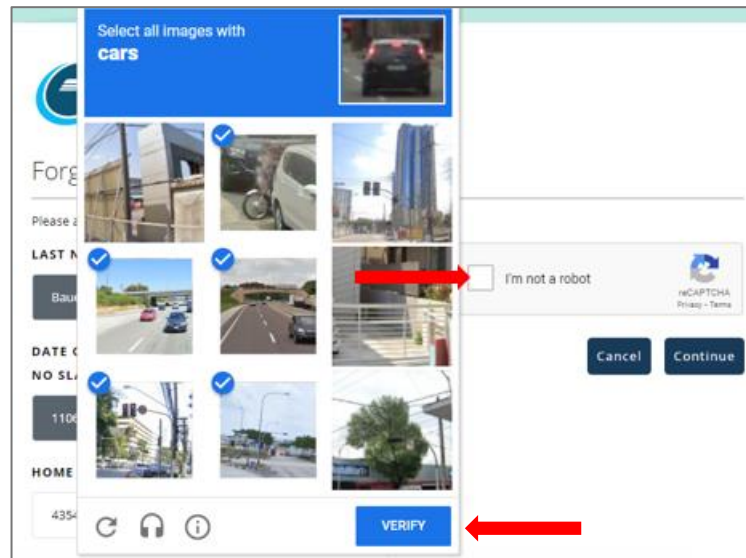 Select all images with
cars
Forg
Please a
LAST N
Baue
DATE O
NO SLA
1106
HOME
4354
I'm not a robot
reCAPTCHA
Privacy - Terms
Cancel
Continue
VERIFY